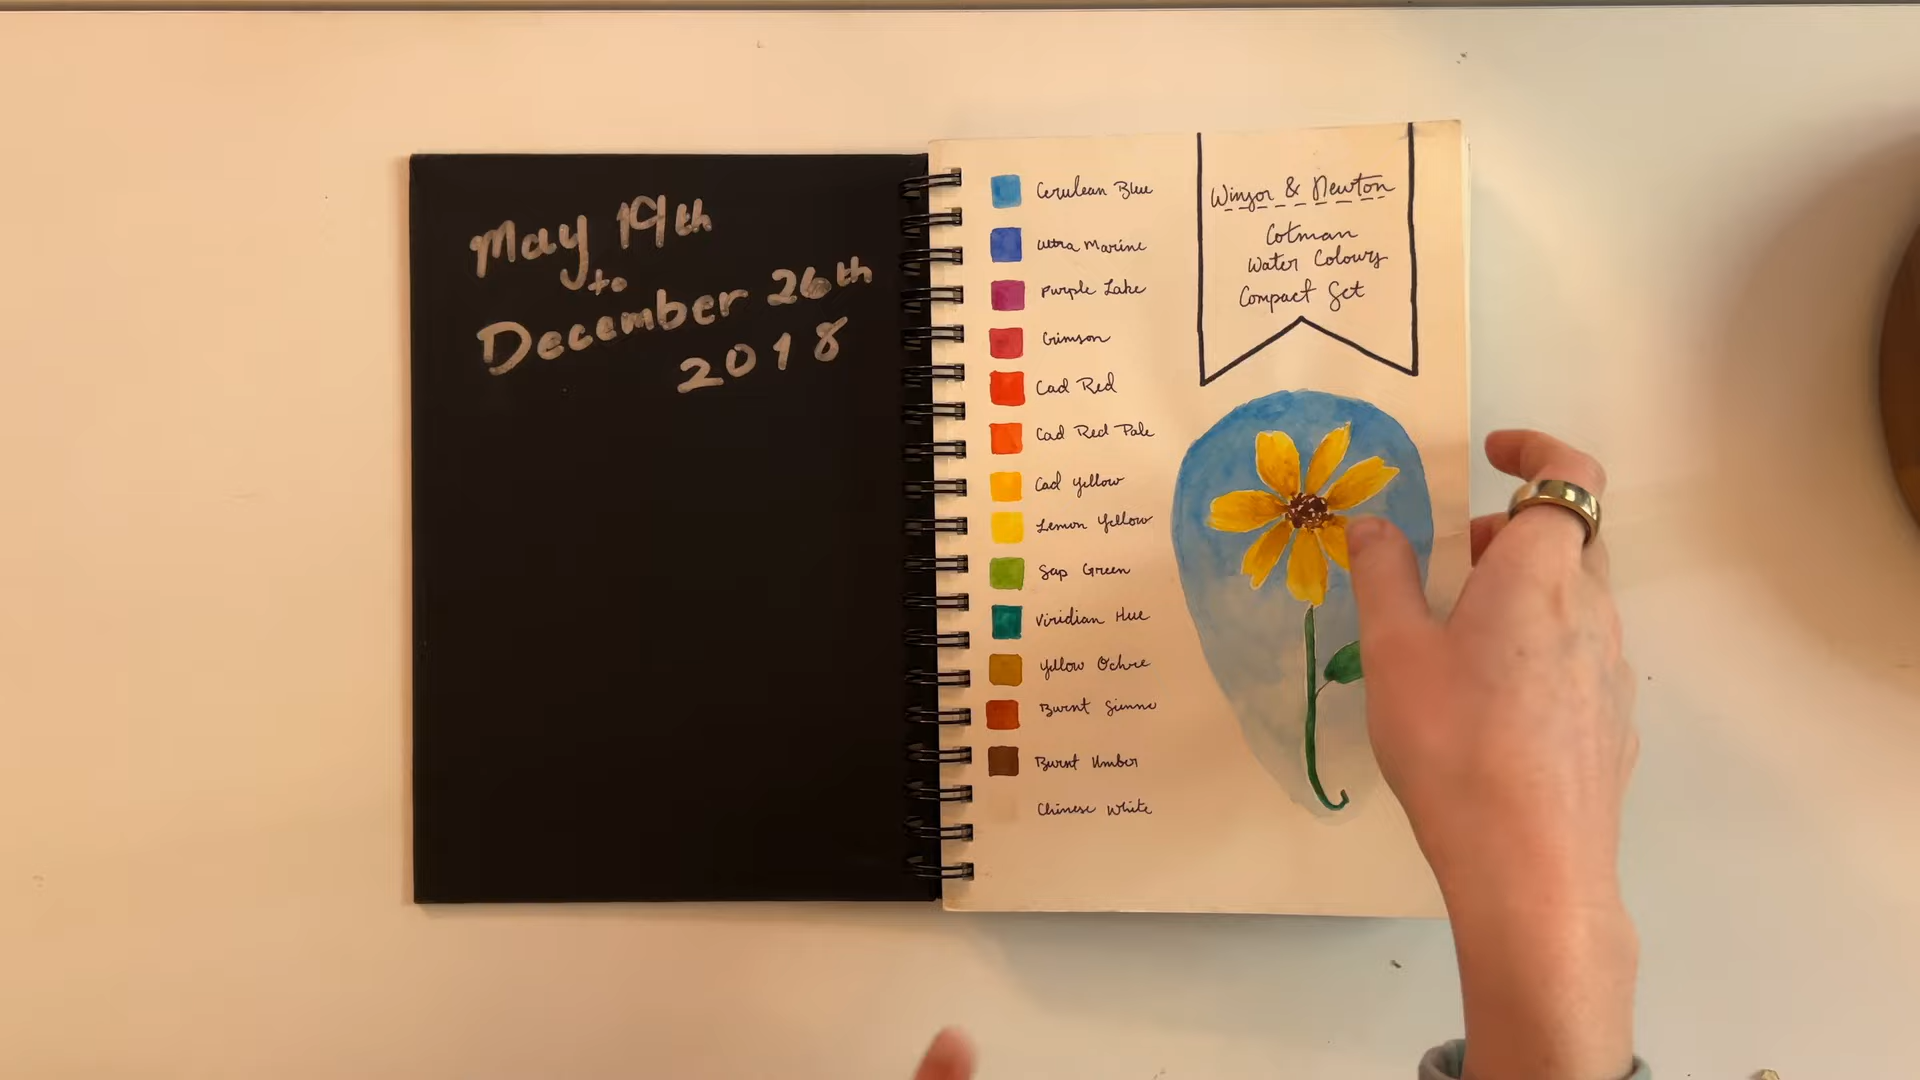 May 19th
to
December 26th
2018
Cerulean Blue
Ultra Marine
Purple Lake
Crimson
Cad Red
Cad Red Pale
Cad Yellow
Lemon Yellow
Sap Green
Viridian Hue
Yellow Ochre
Burnt Sienna
Burnt Umber
Chinese White
Winsor & Newton
Cotman
Water Colours
Compact Set